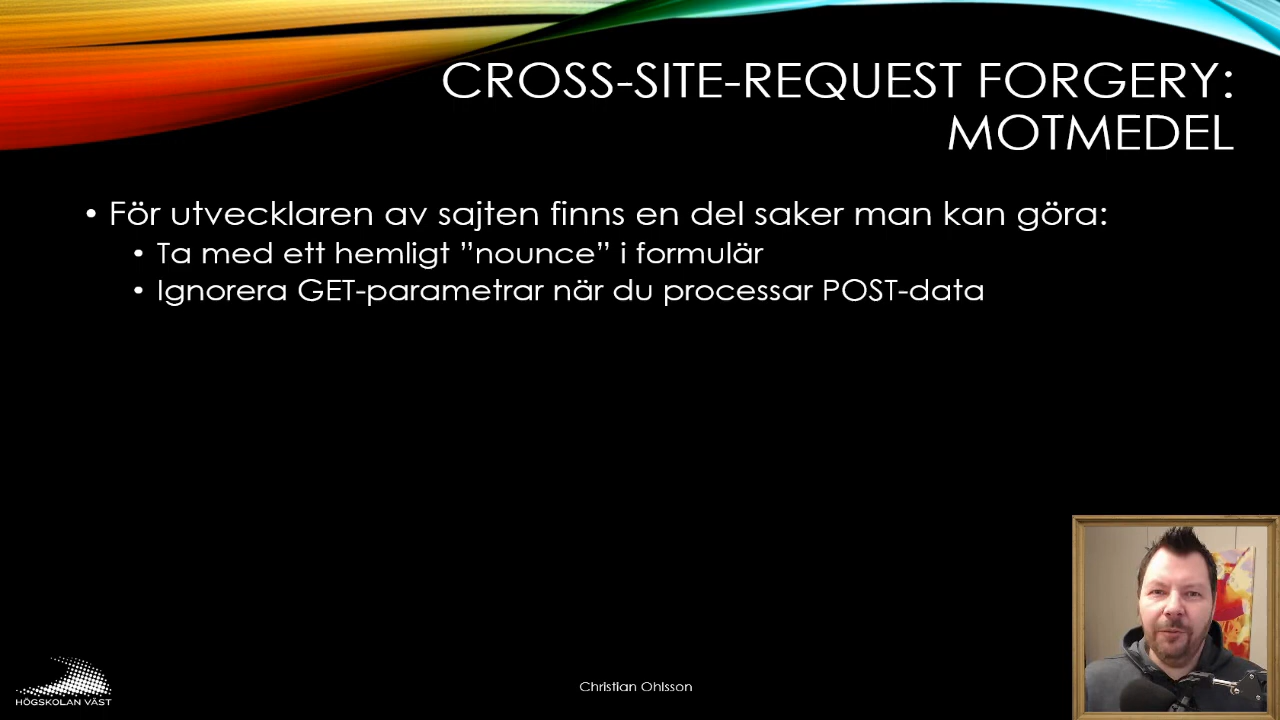 CROSS-SITE-REQUEST FORGERY:
MOTMEDEL
• För utvecklaren av sajten finns en del saker man kan göra:
• Ta med ett hemligt ”nounce” i formulär
• Ignorera GET-parametrar när du processar POST-data
HÖGSKOLAN VÄST
Christian Ohlsson